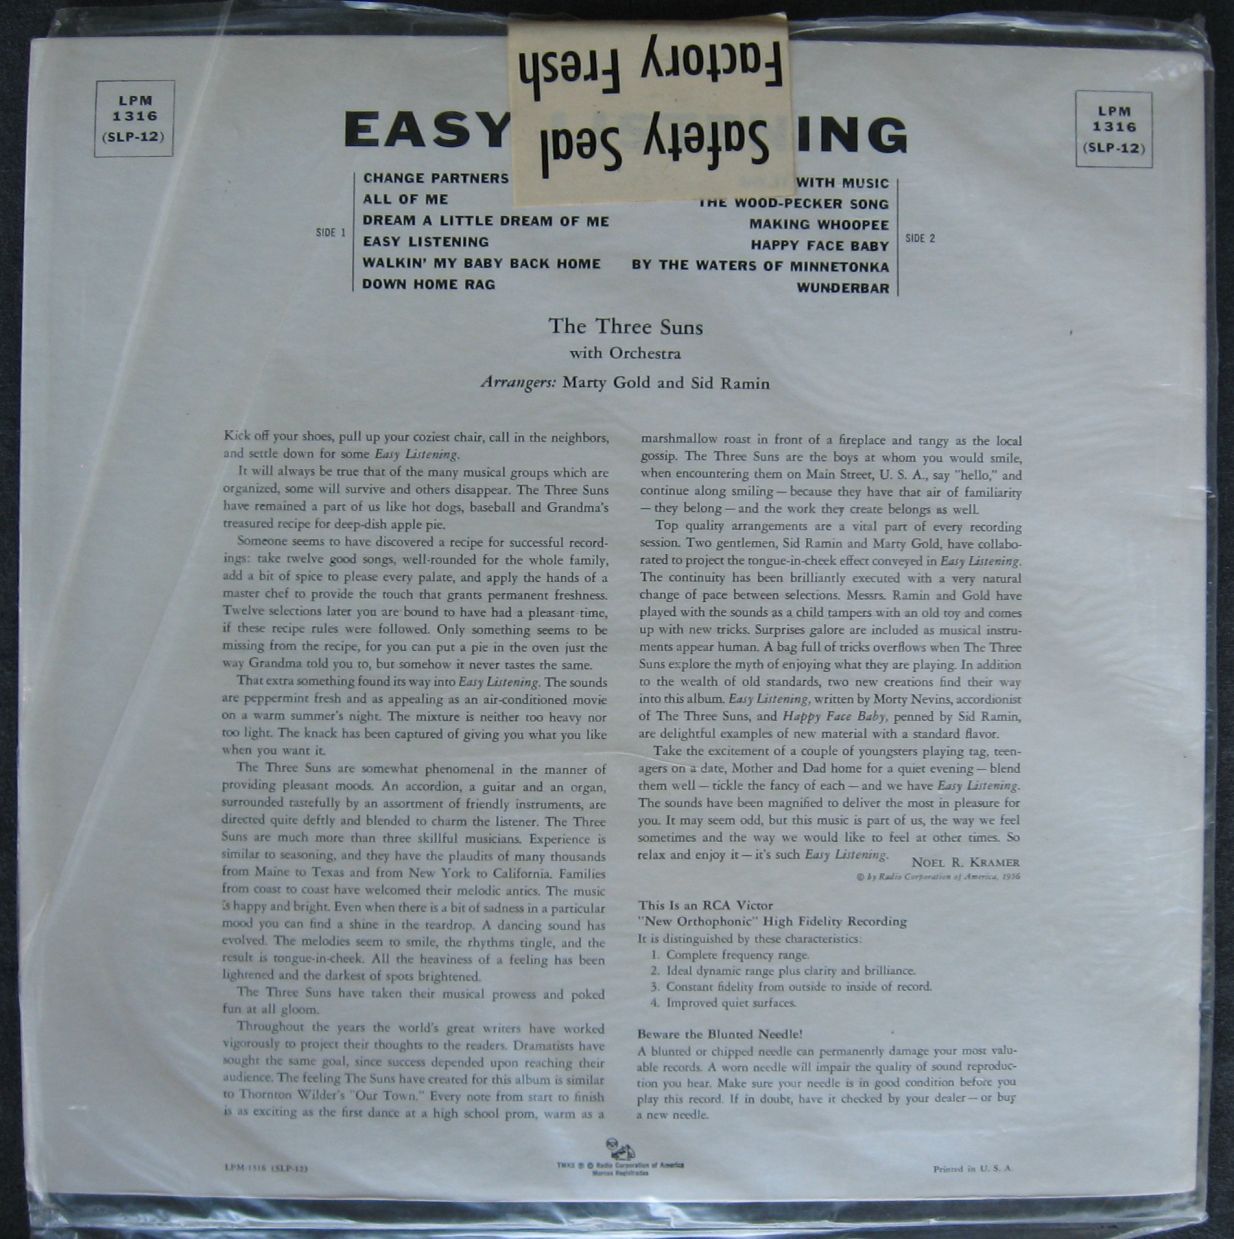 Factory Fresh
Safety Seal
LPM
1316
(SLP-12)
LPM
1316
(SLP-12)
EASY ING
SIDE 1
CHANGE PARTNERS
ALL OF ME
DREAM A LITTLE DREAM OF ME
EASY LISTENING
WALKIN' MY BABY BACK HOME
DOWN HOME RAG
WITH MUSIC
THE WOOD-PECKER SONG
MAKING WHOOPEE
HAPPY FACE BABY
BY THE WATERS OF MINNETONKA
WUNDERBAR
SIDE 2
The Three Suns
with Orchestra
Arrangers: Marty Gold and Sid Ramin
Kick off your shoes, pull up your coziest chair, call in the neighbors,
and settle down for some Easy Listening.
It will always be true that of the many musical groups which are
organized, some will survive and others disappear. The Three Suns
have remained a part of us like hot dogs, baseball and Grandma's
treasured recipe for deep-dish apple pie.
Someone seems to have discovered a recipe for successful record-
ings: take twelve good songs, well-rounded for the whole family,
add a bit of spice to please every palate, and apply the hands of a
master chef to provide the touch that grants permanent freshness.
Twelve selections later you are bound to have had a pleasant time,
if these recipe rules were followed. Only something seems to be
missing from the recipe, for you can put a pie in the oven just the
way Grandma told you to, but somehow it never tastes the same.
That extra something found its way into Easy Listening. The sounds
are peppermint fresh and as appealing as an air-conditioned movie
on a warm summer's night. The mixture is neither too heavy nor
too light. The knack has been captured of giving you what you like
when you want it.
The Three Suns are somewhat phenomenal in the manner of
providing pleasant moods. An accordion, a guitar and an organ,
surrounded tastefully by an assortment of friendly instruments, are
directed quite deftly and blended to charm the listener. The Three
Suns are much more than three skillful musicians. Experience is
similar to seasoning, and they have the plaudits of many thousands
from Maine to Texas and from New York to California. Families
from coast to coast have welcomed their melodic antics. The music
is happy and bright. Even when there is a bit of sadness in a particular
mood you can find a shine in the teardrop. A dancing sound has
evolved. The melodies seem to smile, the rhythms tingle, and the
result is tongue-in-cheek. All the heaviness of a feeling has been
lightened and the darkest of spots brightened.
The Three Suns have taken their musical prowess and poked
fun at all gloom.
Throughout the years the world's great writers have worked
vigorously to project their thoughts to the readers. Dramatists have
sought the same goal, since success depended upon reaching their
audience. The feeling The Suns have created for this album is similar
to Thornton Wilder's "Our Town." Every note from start to finish
is as exciting as the first dance at a high school prom, warm as a
marshmallow roast in front of a fireplace and tangy as the local
gossip. The Three Suns are the boys at whom you would smile,
when encountering them on Main Street, U. S. A., say "hello," and
continue along smiling — because they have that air of familiarity
— they belong — and the work they create belongs as well.
Top quality arrangements are a vital part of every recording
session. Two gentlemen, Sid Ramin and Marty Gold, have collabo-
rated to project the tongue-in-cheek effect conveyed in Easy Listening.
The continuity has been brilliantly executed with a very natural
change of pace between selections. Messrs. Ramin and Gold have
played with the sounds as a child tampers with an old toy and comes
up with new tricks. Surprises galore are included as musical instru-
ments appear human. A bag full of tricks overflows when The Three
Suns explore the myth of enjoying what they are playing. In addition
to the wealth of old standards, two new creations find their way
into this album. Easy Listening, written by Morty Nevins, accordionist
of The Three Suns, and Happy Face Baby, penned by Sid Ramin,
are delightful examples of new material with a standard flavor.
Take the excitement of a couple of youngsters playing tag, teen-
agers on a date, Mother and Dad home for a quiet evening — blend
them well — tickle the fancy of each — and we have Easy Listening.
The sounds have been magnified to deliver the most in pleasure for
you. It may seem odd, but this music is part of us, the way we feel
sometimes and the way we would like to feel at other times. So
relax and enjoy it — it's such Easy Listening.
NOEL R. KRAMER
© by Radio Corporation of America, 1956
This Is an RCA Victor
"New Orthophonic" High Fidelity Recording
It is distinguished by these characteristics:
1. Complete frequency range.
2. Ideal dynamic range plus clarity and brilliance.
3. Constant fidelity from outside to inside of record.
4. Improved quiet surfaces.
Beware the Blunted Needle!
A blunted or chipped needle can permanently damage your most valu-
able records. A worn needle will impair the quality of sound reproduc-
tion you hear. Make sure your needle is in good condition before you
play this record. If in doubt, have it checked by your dealer — or buy
a new needle.
LPM-1316 (SLP-12)
TMKS ® © Radio Corporation of America
Marcas Registradas
Printed in U. S. A.